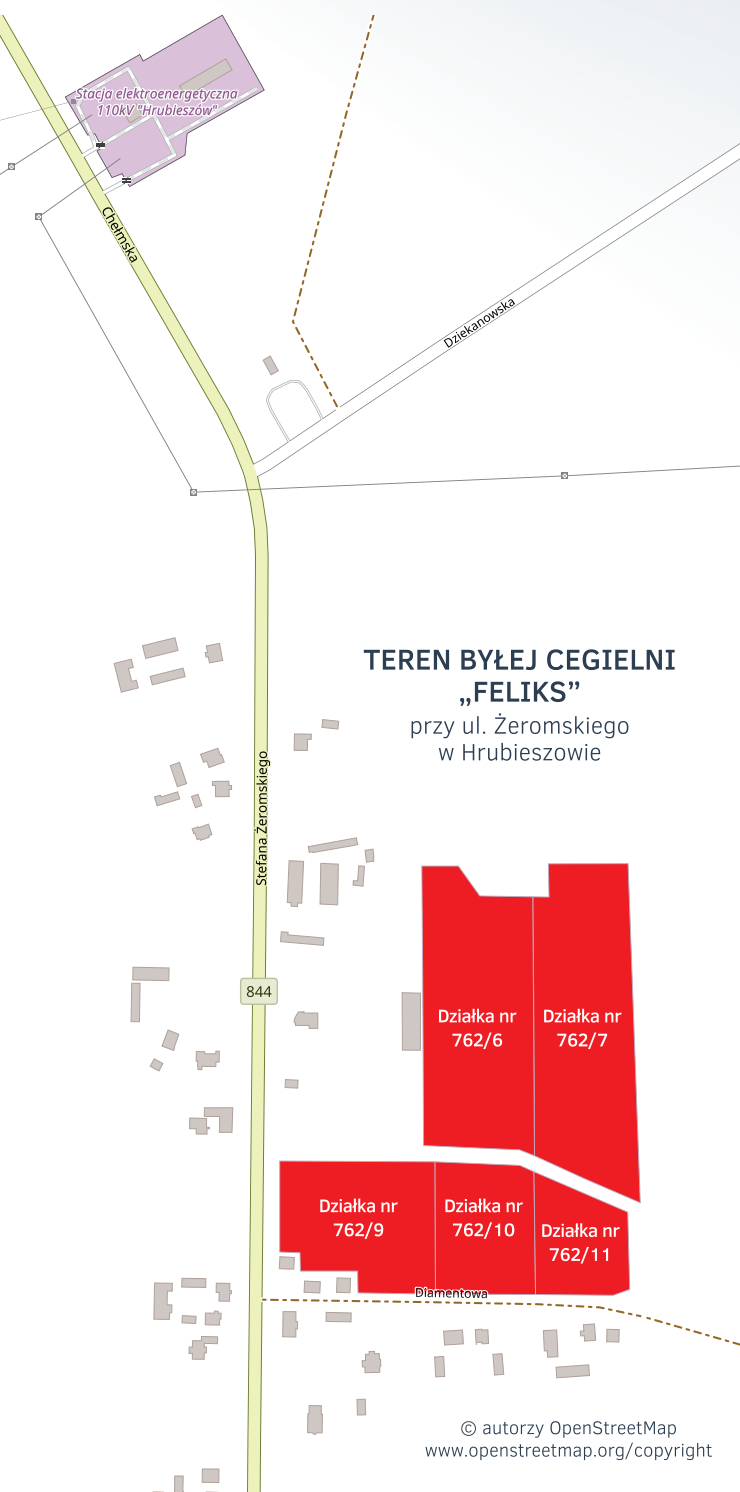 Stacja elektroenergetyczna
110kV "Hrubieszów"
Chełmska
Dziekanowska
TEREN BYŁEJ CEGIELNI
„FELIKS”
przy ul. Żeromskiego
w Hrubieszowie
Stefana Żeromskiego
844
Działka nr
762/6
Działka nr
762/7
Działka nr
762/9
Działka nr
762/10
Działka nr
762/11
Diamentowa
© autorzy OpenStreetMap
www.openstreetmap.org/copyright